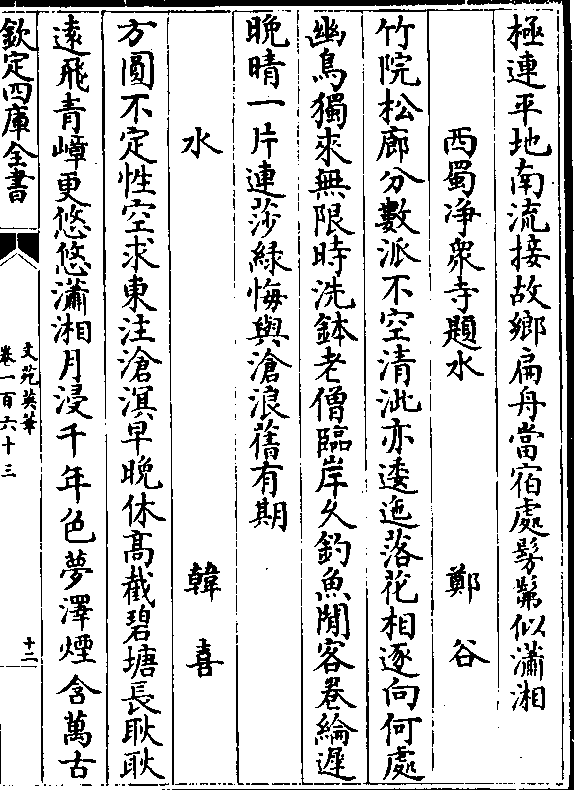 極連平地南流接故鄉扁舟當宿處髣髴似瀟湘
西蜀浄衆寺題水　鄭谷
竹院松廊分數派不空清泚亦逶迤落花相逐向何處
幽鳥獨來無限時洗鉢老僧臨岸久釣魚閒客卷綸遲
晚晴一片連莎綠悔與滄浪舊有期
水　韓喜
方圓不定性空求東注滄溟早晚休高截碧塘長耿耿
遠飛青嶂更悠悠瀟湘月浸千年色夢澤煙含萬古
欽定四庫全書
文苑英華
卷一百六十三
十二